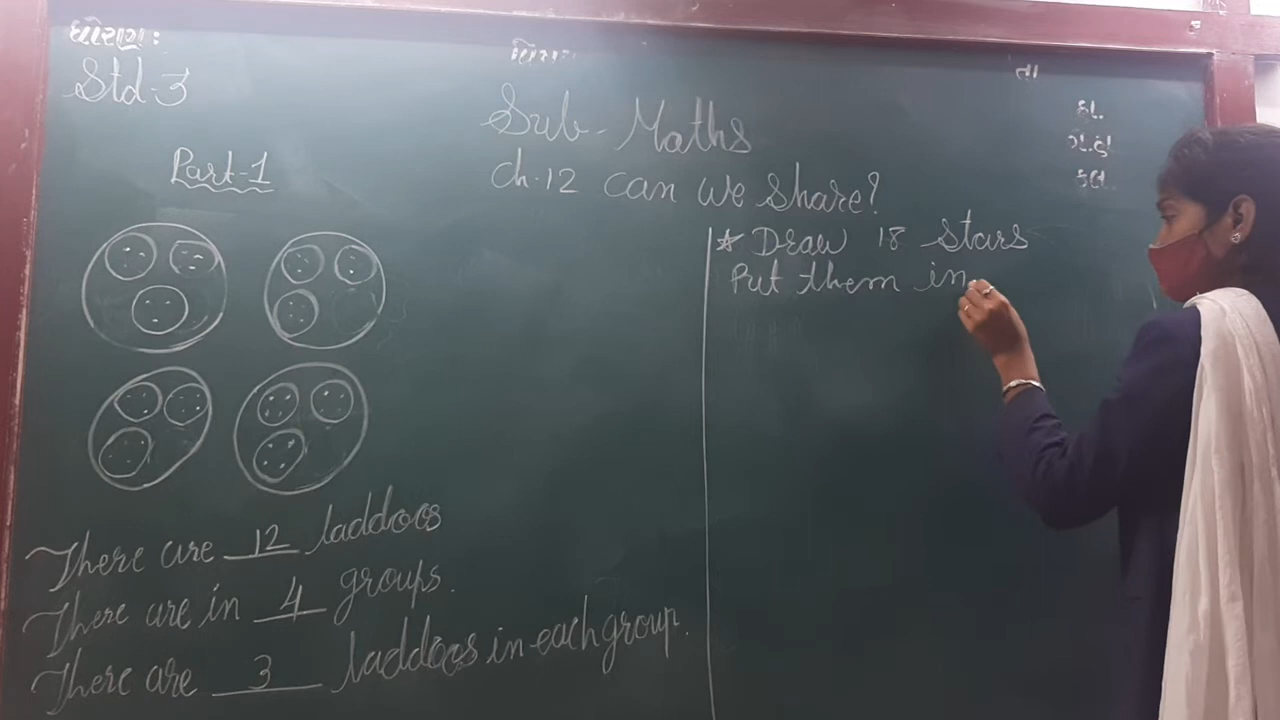 ધોરણ:
Std-3
વિષય:
તા
Sub- Maths
ch-12 can we share?
Part-1
There are 12 laddoos
There are in 4 groups.
There are 3 laddoos in each group.
* Draw 18 stars
Put them in